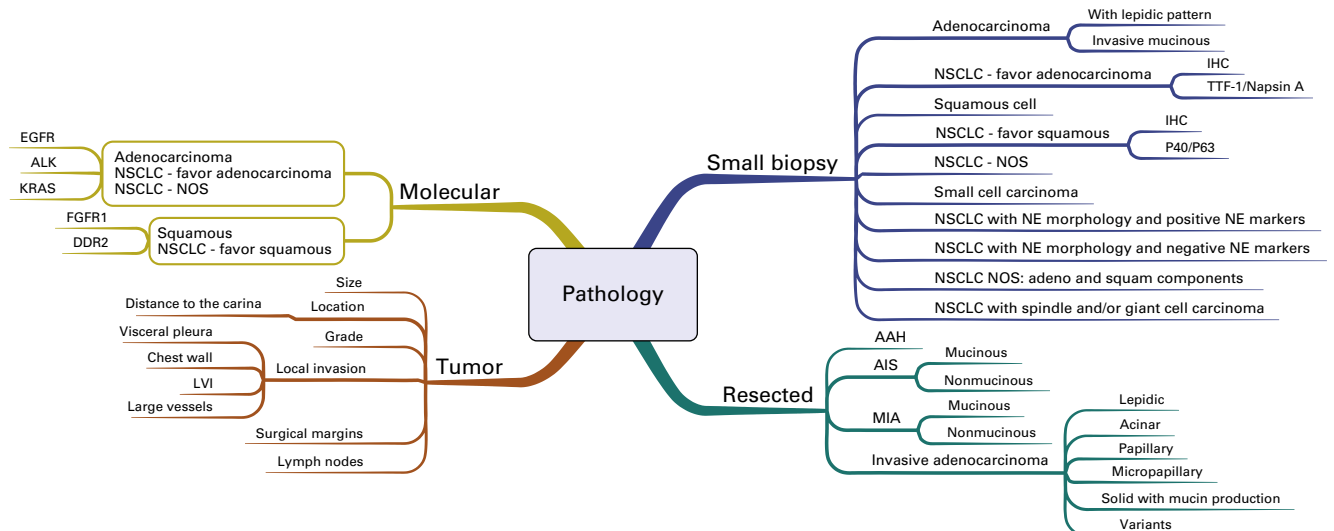 Pathology
Small biopsy
Adenocarcinoma
With lepidic pattern
Invasive mucinous
NSCLC - favor adenocarcinoma
IHC
TTF-1/Napsin A
Squamous cell
NSCLC - favor squamous
IHC
P40/P63
NSCLC - NOS
Small cell carcinoma
NSCLC with NE morphology and positive NE markers
NSCLC with NE morphology and negative NE markers
NSCLC NOS: adeno and squam components
NSCLC with spindle and/or giant cell carcinoma
Resected
AAH
AIS
Mucinous
Nonmucinous
MIA
Mucinous
Nonmucinous
Invasive adenocarcinoma
Lepidic
Acinar
Papillary
Micropapillary
Solid with mucin production
Variants
Molecular
Adenocarcinoma
NSCLC - favor adenocarcinoma
NSCLC - NOS
EGFR
ALK
KRAS
Squamous
NSCLC - favor squamous
FGFR1
DDR2
Tumor
Size
Location
Distance to the carina
Grade
Local invasion
Visceral pleura
Chest wall
LVI
Large vessels
Surgical margins
Lymph nodes